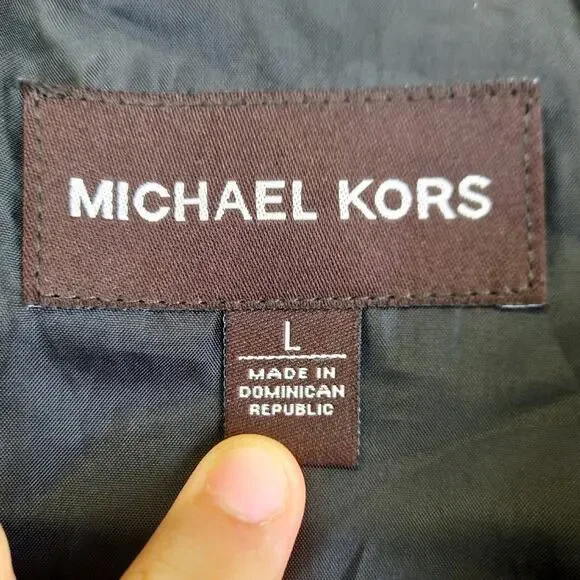 MICHAEL KORS
L
MADE IN
DOMINICAN
REPUBLIC